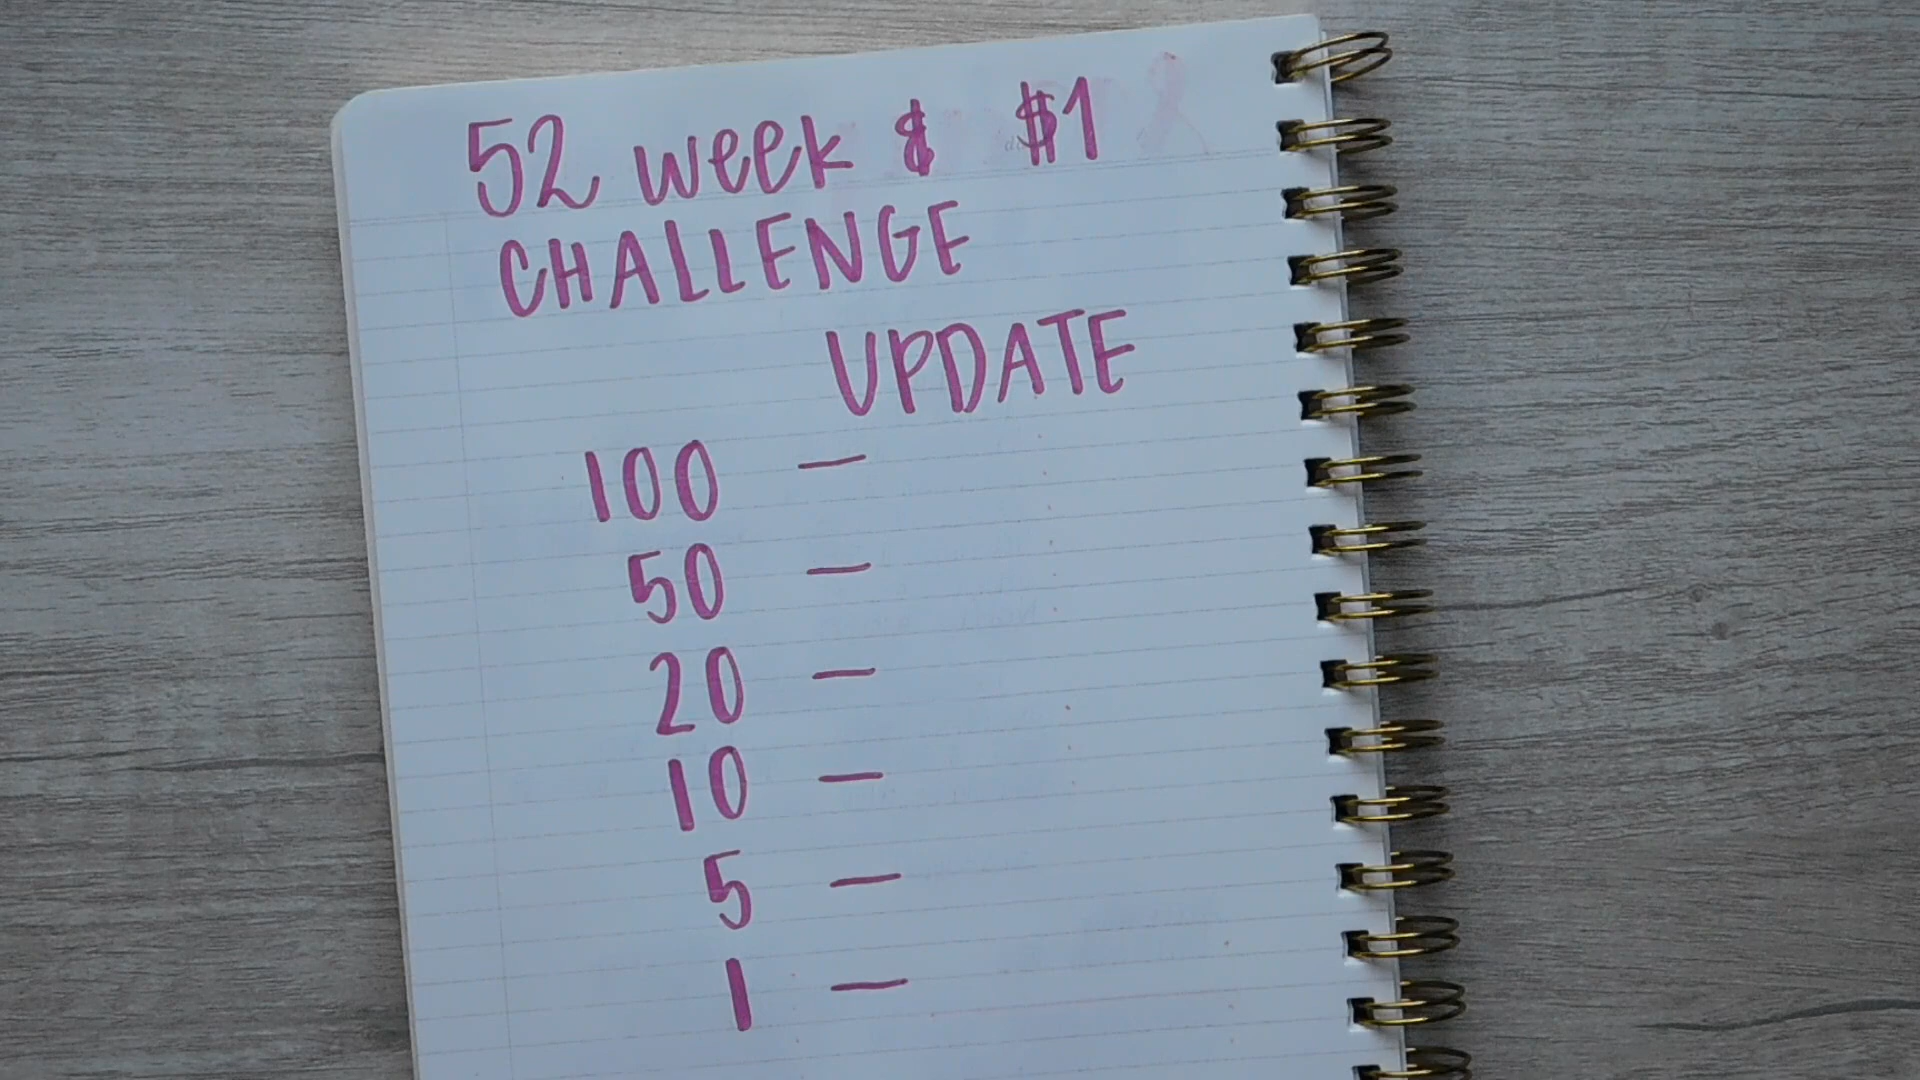 52 week & $1
CHALLENGE
UPDATE
100 —
50 —
20 —
10 —
5 —
1 —